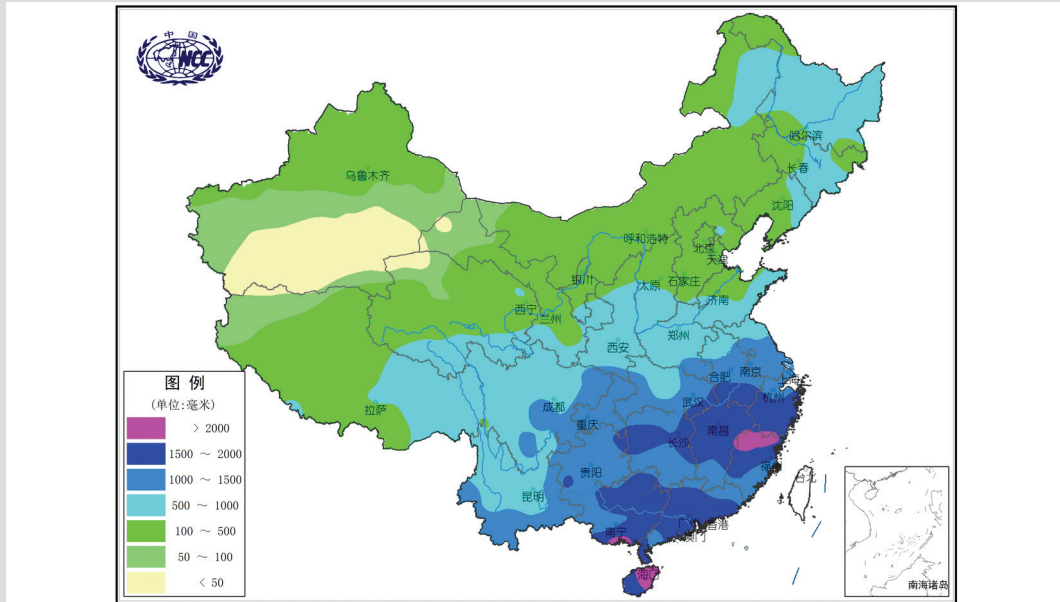 中 国
NCC
哈尔滨
长春
乌鲁木齐
沈阳
呼和浩特
北京
天津
银川
太原
石家庄
西宁
济南
兰州
郑州
西安
合肥
南京
上海
杭州
武汉
成都
拉萨
重庆
南昌
长沙
贵阳
台北
昆明
广州
香港
南宁
澳门
图 例
(单位:毫米)
> 2000
1500 ~ 2000
1000 ~ 1500
500 ~ 1000
100 ~ 500
50 ~ 100
< 50
南海诸岛